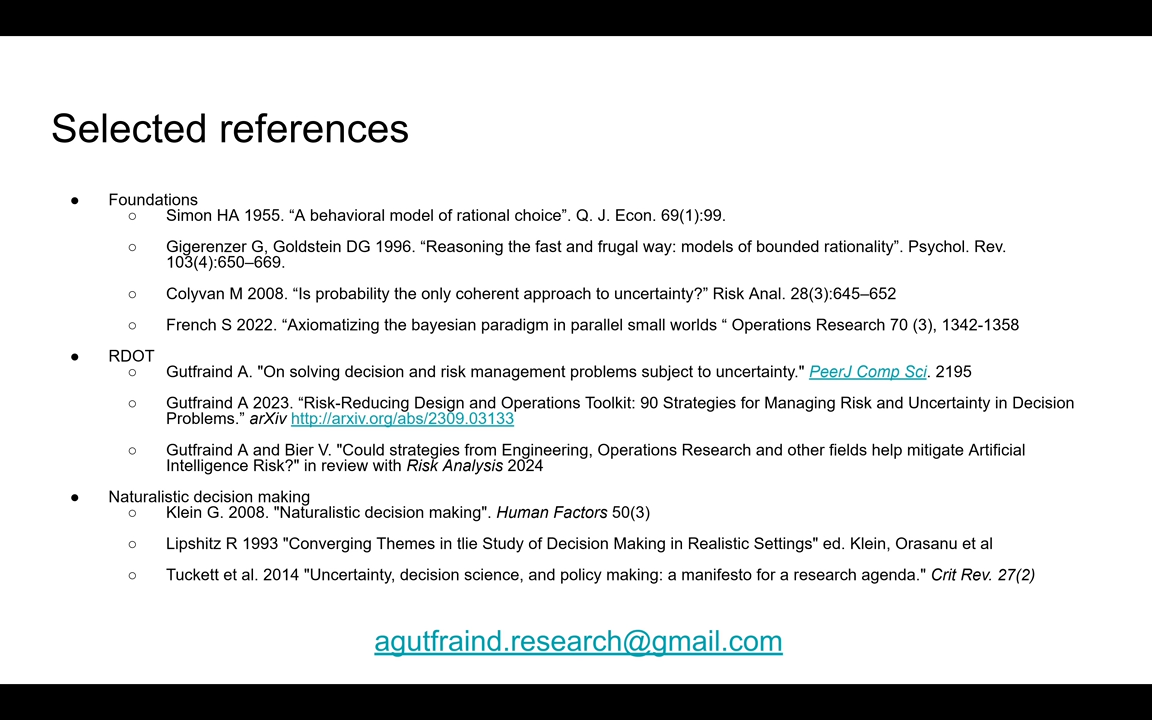 Selected references
● Foundations
○ Simon HA 1955. “A behavioral model of rational choice”. Q. J. Econ. 69(1):99.
○ Gigerenzer G, Goldstein DG 1996. “Reasoning the fast and frugal way: models of bounded rationality”. Psychol. Rev.
103(4):650–669.
○ Colyvan M 2008. “Is probability the only coherent approach to uncertainty?” Risk Anal. 28(3):645–652
○ French S 2022. “Axiomatizing the bayesian paradigm in parallel small worlds “ Operations Research 70 (3), 1342-1358
● RDOT
○ Gutfraind A. "On solving decision and risk management problems subject to uncertainty." PeerJ Comp Sci. 2195
○ Gutfraind A 2023. “Risk-Reducing Design and Operations Toolkit: 90 Strategies for Managing Risk and Uncertainty in Decision
Problems.” arXiv http://arxiv.org/abs/2309.03133
○ Gutfraind A and Bier V. "Could strategies from Engineering, Operations Research and other fields help mitigate Artificial
Intelligence Risk?" in review with Risk Analysis 2024
● Naturalistic decision making
○ Klein G. 2008. "Naturalistic decision making". Human Factors 50(3)
○ Lipshitz R 1993 "Converging Themes in tlie Study of Decision Making in Realistic Settings" ed. Klein, Orasanu et al
○ Tuckett et al. 2014 "Uncertainty, decision science, and policy making: a manifesto for a research agenda." Crit Rev. 27(2)
agutfraind.research@gmail.com